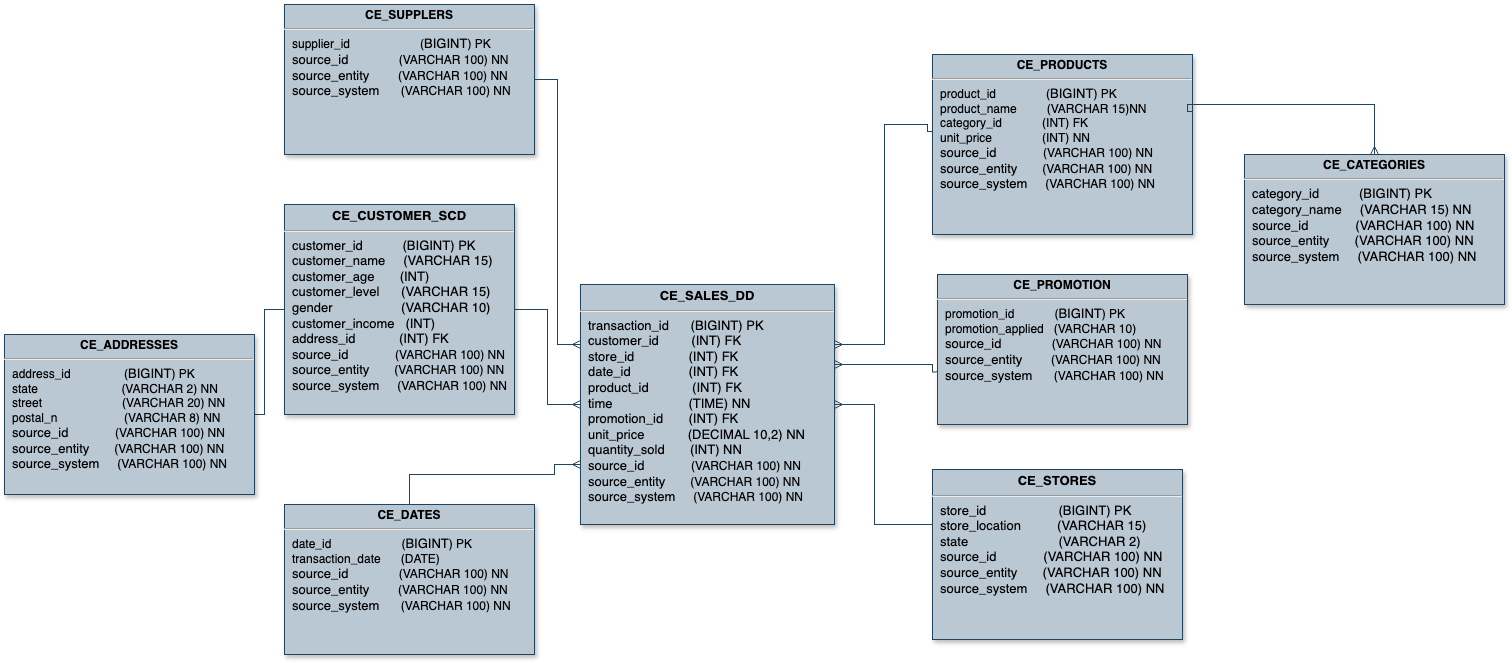 CE_SUPPLERS
supplier_id (BIGINT) PK
source_id (VARCHAR 100) NN
source_entity (VARCHAR 100) NN
source_system (VARCHAR 100) NN
CE_CUSTOMER_SCD
customer_id (BIGINT) PK
customer_name (VARCHAR 15)
customer_age (INT)
customer_level (VARCHAR 15)
gender (VARCHAR 10)
customer_income (INT)
address_id (INT) FK
source_id (VARCHAR 100) NN
source_entity (VARCHAR 100) NN
source_system (VARCHAR 100) NN
CE_ADDRESSES
address_id (BIGINT) PK
state (VARCHAR 2) NN
street (VARCHAR 20) NN
postal_n (VARCHAR 8) NN
source_id (VARCHAR 100) NN
source_entity (VARCHAR 100) NN
source_system (VARCHAR 100) NN
CE_DATES
date_id (BIGINT) PK
transaction_date (DATE)
source_id (VARCHAR 100) NN
source_entity (VARCHAR 100) NN
source_system (VARCHAR 100) NN
CE_SALES_DD
transaction_id (BIGINT) PK
customer_id (INT) FK
store_id (INT) FK
date_id (INT) FK
product_id (INT) FK
time (TIME) NN
promotion_id (INT) FK
unit_price (DECIMAL 10,2) NN
quantity_sold (INT) NN
source_id (VARCHAR 100) NN
source_entity (VARCHAR 100) NN
source_system (VARCHAR 100) NN
CE_PRODUCTS
product_id (BIGINT) PK
product_name (VARCHAR 15)NN
category_id (INT) FK
unit_price (INT) NN
source_id (VARCHAR 100) NN
source_entity (VARCHAR 100) NN
source_system (VARCHAR 100) NN
CE_CATEGORIES
category_id (BIGINT) PK
category_name (VARCHAR 15) NN
source_id (VARCHAR 100) NN
source_entity (VARCHAR 100) NN
source_system (VARCHAR 100) NN
CE_PROMOTION
promotion_id (BIGINT) PK
promotion_applied (VARCHAR 10)
source_id (VARCHAR 100) NN
source_entity (VARCHAR 100) NN
source_system (VARCHAR 100) NN
CE_STORES
store_id (BIGINT) PK
store_location (VARCHAR 15)
state (VARCHAR 2)
source_id (VARCHAR 100) NN
source_entity (VARCHAR 100) NN
source_system (VARCHAR 100) NN